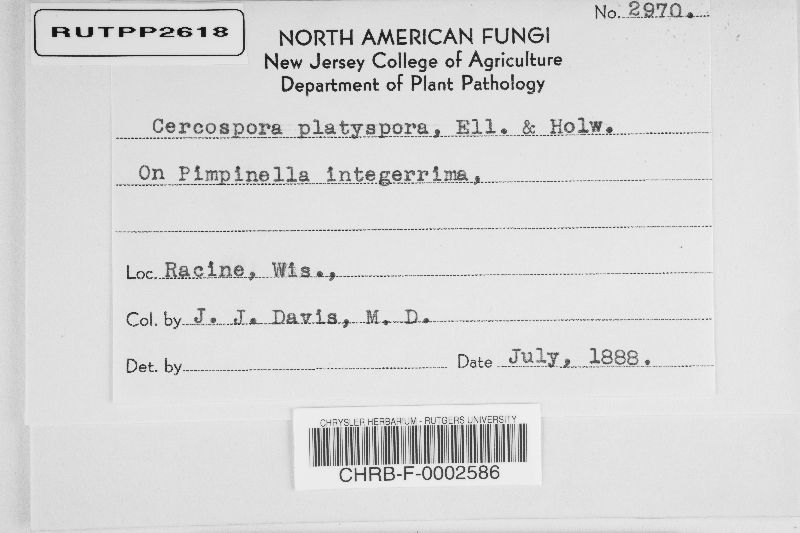 No. 2970.
RUTPP2618
NORTH AMERICAN FUNGI
New Jersey College of Agriculture
Department of Plant Pathology
Cercospora platyspora, Ell. & Holw.
On Pimpinella integerrima,
Loc. Racine, Wis.,
Col. by J. J. Davis, M. D.
Det. by Date July, 1888.
CHRYSLER HERBARIUM - RUTGERS UNIVERSITY
CHRB-F-0002586